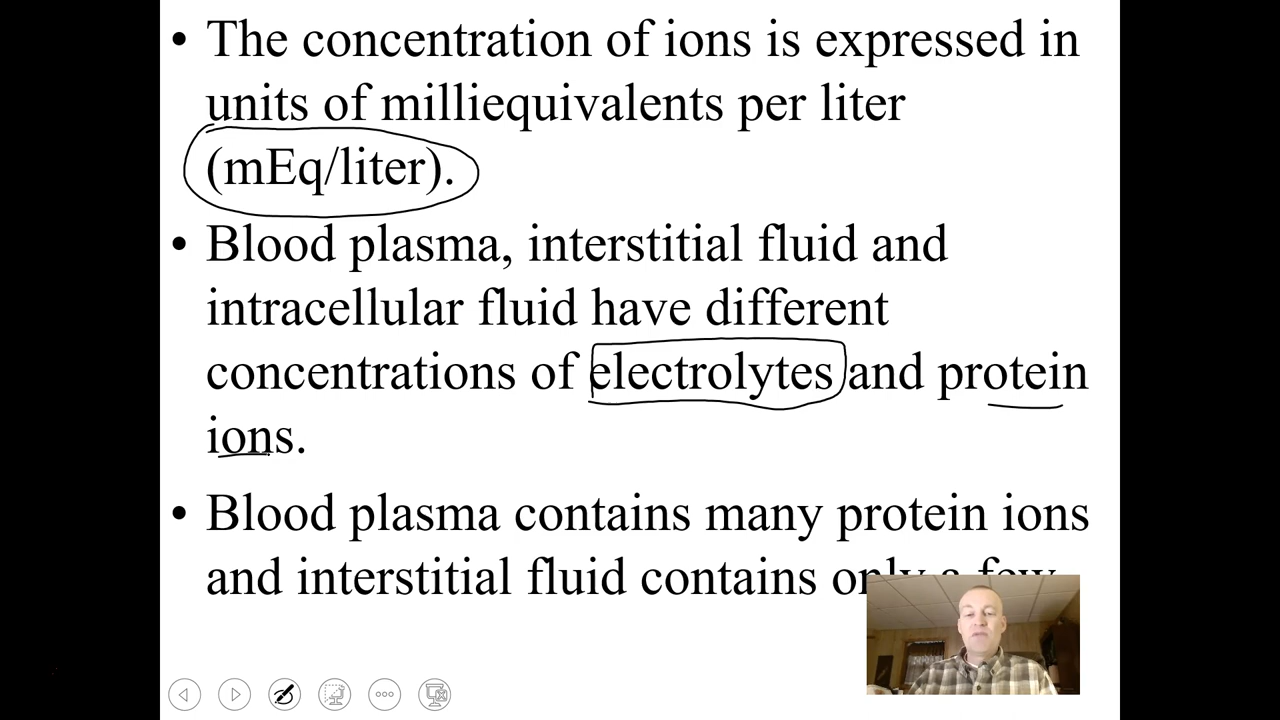 • The concentration of ions is expressed in
units of milliequivalents per liter
(mEq/liter).
• Blood plasma, interstitial fluid and
intracellular fluid have different
concentrations of electrolytes and protein
ions.
• Blood plasma contains many protein ions
and interstitial fluid contains only a few